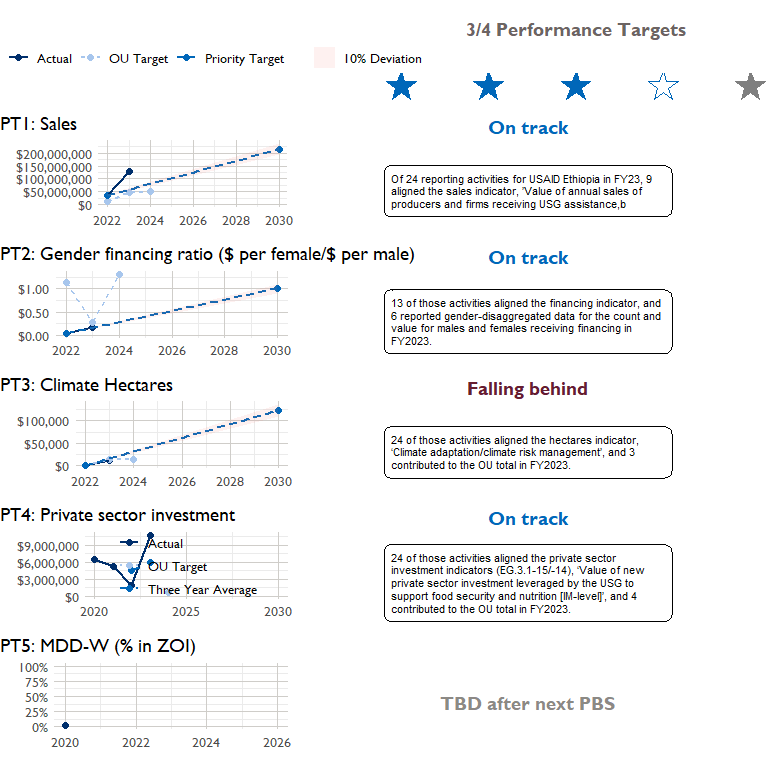 3/4 Performance Targets
Actual OU Target Priority Target 10% Deviation
PT1: Sales
On track
$200,000,000
$150,000,000
$100,000,000
$50,000,000
$0
2022 2024 2026 2028 2030
Of 24 reporting activities for USAID Ethiopia in FY23, 9
aligned the sales indicator, 'Value of annual sales of
producers and firms receiving USG assistance,b
PT2: Gender financing ratio ($ per female/$ per male)
On track
$1.00
$0.50
$0.00
2022 2024 2026 2028 2030
13 of those activities aligned the financing indicator, and
6 reported gender-disaggregated data for the count and
value for males and females receiving financing in
FY2023.
PT3: Climate Hectares
Falling behind
$100,000
$50,000
$0
2022 2024 2026 2028 2030
24 of those activities aligned the hectares indicator,
'Climate adaptation/climate risk management', and 3
contributed to the OU total in FY2023.
PT4: Private sector investment
On track
$9,000,000
$6,000,000
$3,000,000
$0
Actual
OU Target
Three Year Average
2020 2025 2030
24 of those activities aligned the private sector
investment indicators (EG.3.1-15/-14), 'Value of new
private sector investment leveraged by the USG to
support food security and nutrition [IM-level]', and 4
contributed to the OU total in FY2023.
PT5: MDD-W (% in ZOI)
100%
75%
50%
25%
0%
2020 2022 2024 2026
TBD after next PBS